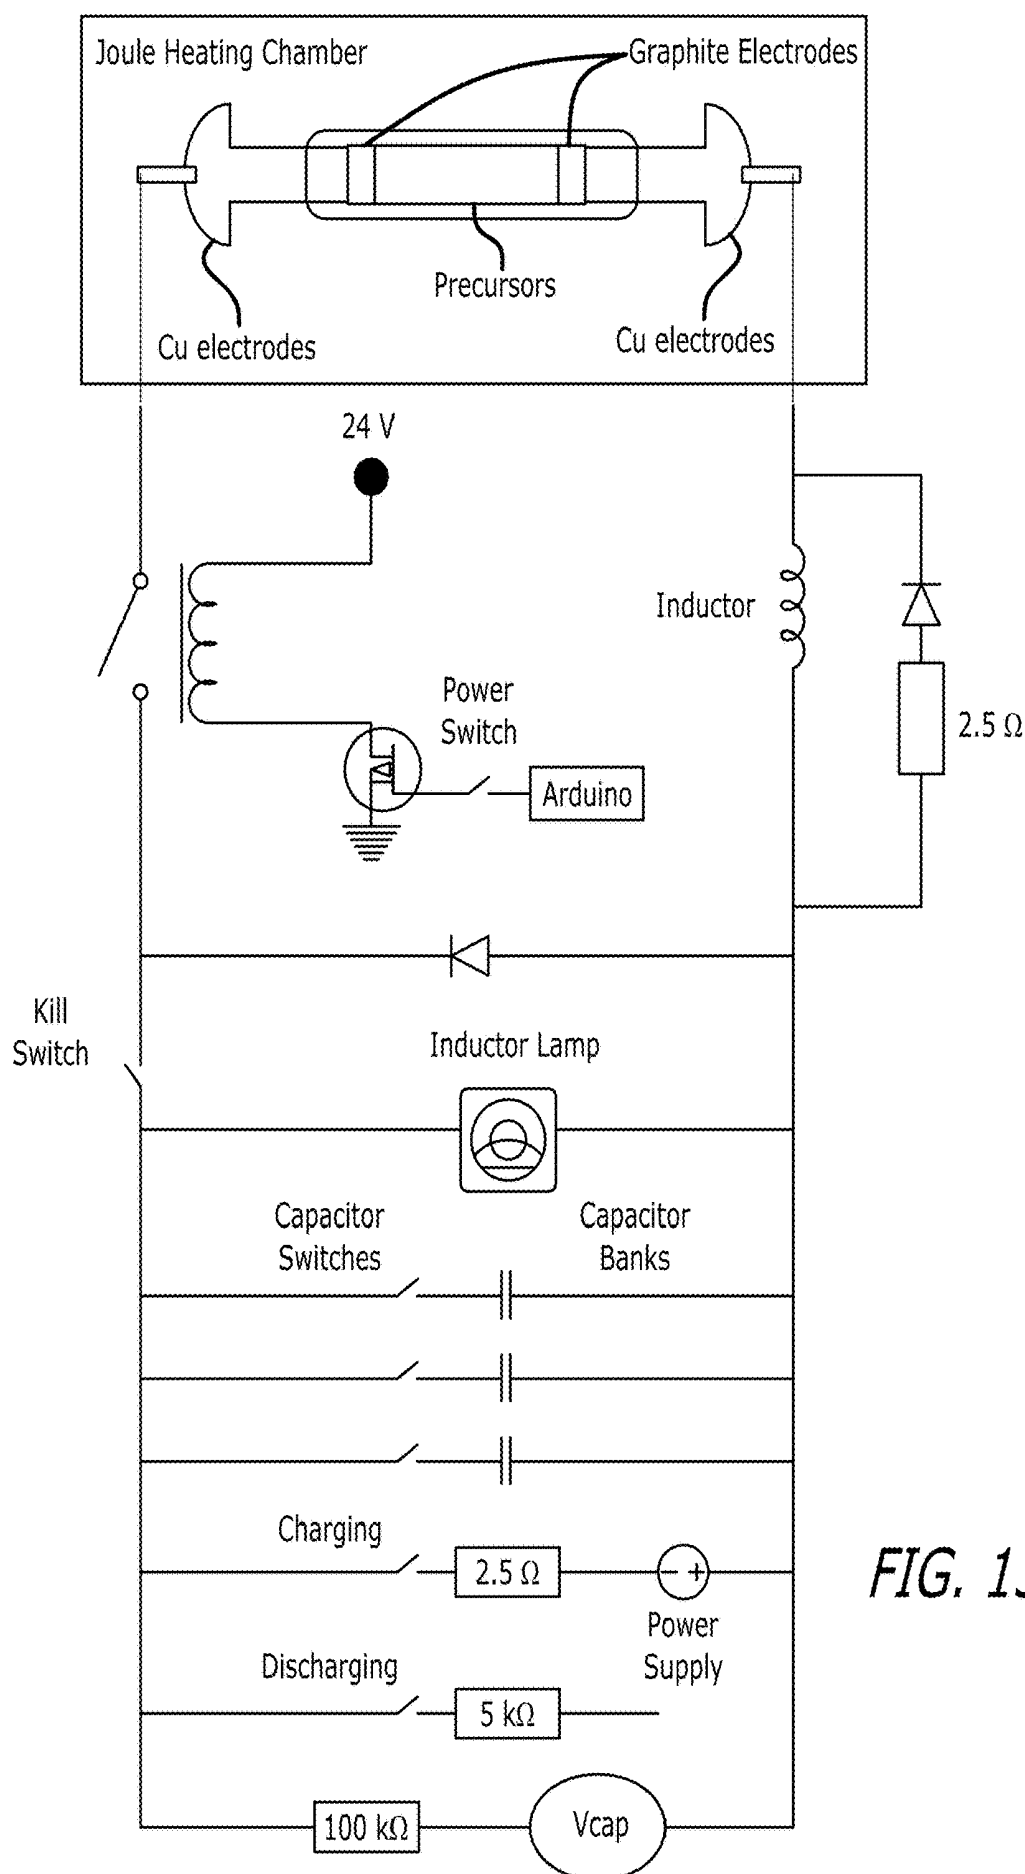 Joule Heating Chamber
Graphite Electrodes
Precursors
Cu electrodes
Cu electrodes
24 V
Inductor
Power
Switch
2.5 Ω
Arduino
Kill
Switch
Inductor Lamp
Capacitor
Switches
Capacitor
Banks
Charging
2.5 Ω
- +
FIG.
Power
Supply
Discharging
5 kΩ
100 kΩ
Vcap